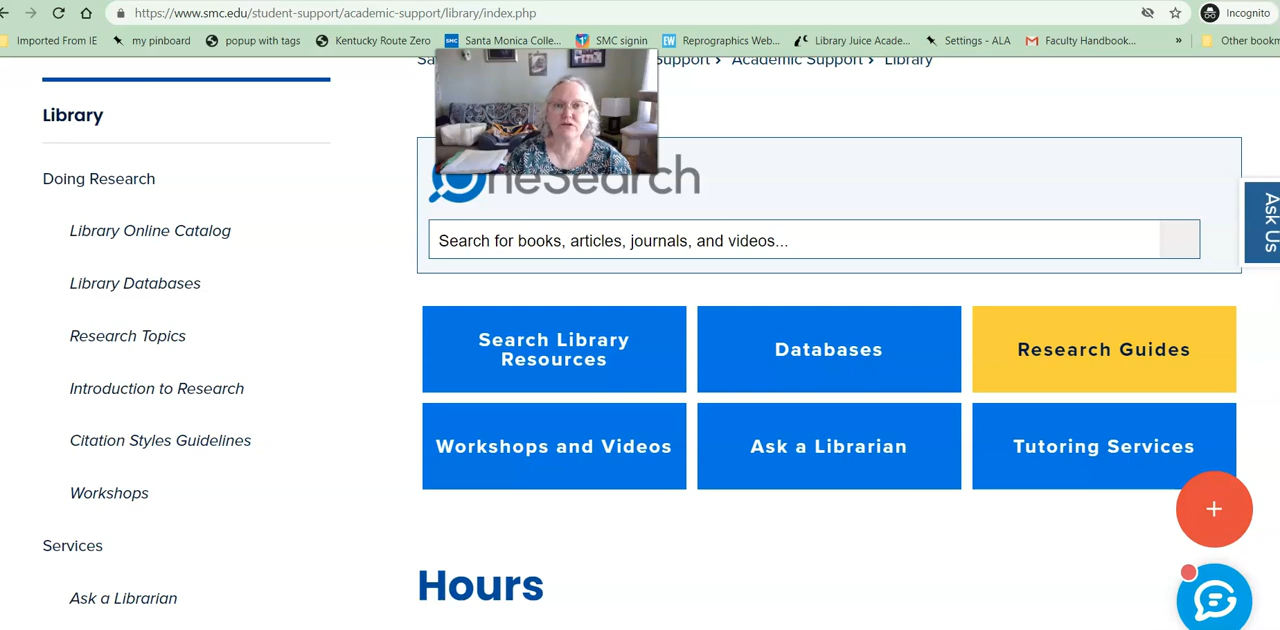 https://www.smc.edu/student-support/academic-support/library/index.php
Incognito
Imported From IE
my pinboard
popup with tags
Kentucky Route Zero
SMC
Santa Monica Colle...
SMC signin
EW
Reprographics Web...
Library Juice Acade...
Settings - ALA
Faculty Handbook...
»
Other bookm
Sa
Support › Academic Support › Library
Library
Doing Research
Library Online Catalog
Library Databases
Research Topics
Introduction to Research
Citation Styles Guidelines
Workshops
Services
Ask a Librarian
OneSearch
Search for books, articles, journals, and videos...
Ask Us
Search Library
Resources
Databases
Research Guides
Workshops and Videos
Ask a Librarian
Tutoring Services
+
Hours